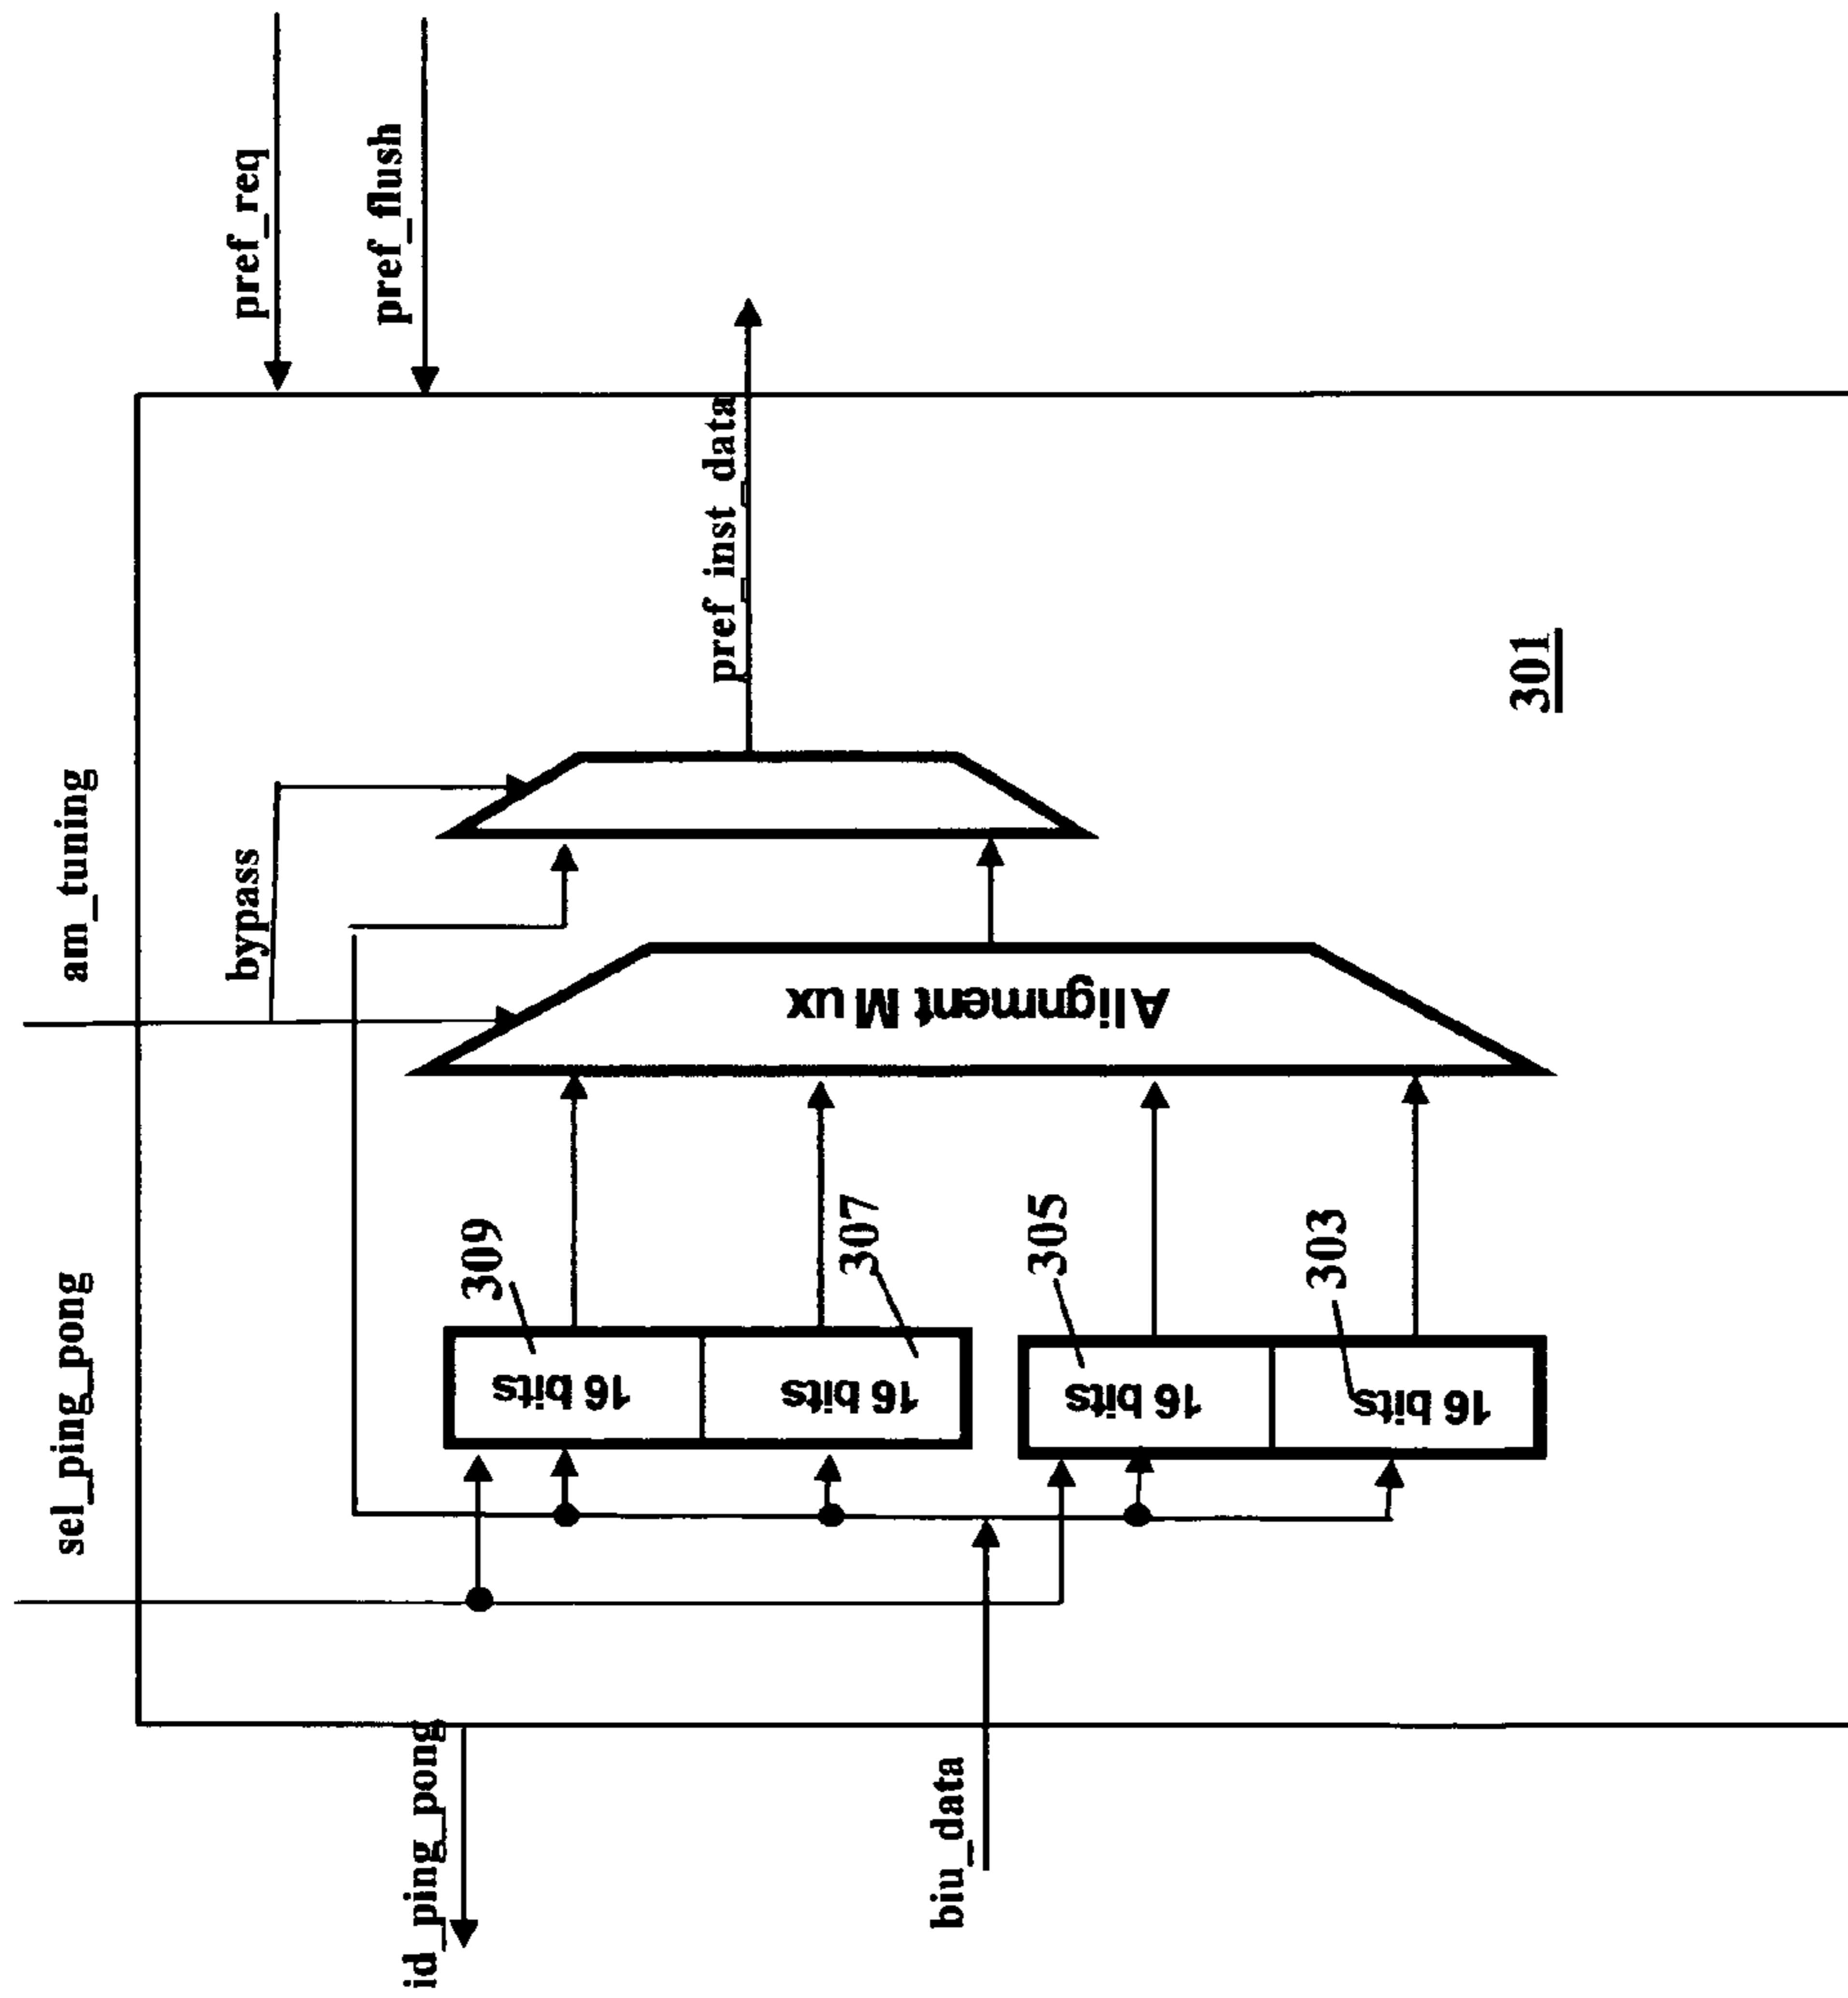 sel_ping_pong
am_tuning
bypass
pref_req
pref_flush
id_ping_pong
309
16 bits
307
16 bits
pref_inst_data
Alignment Mux
biu_data
305
16 bits
303
16 bits
301